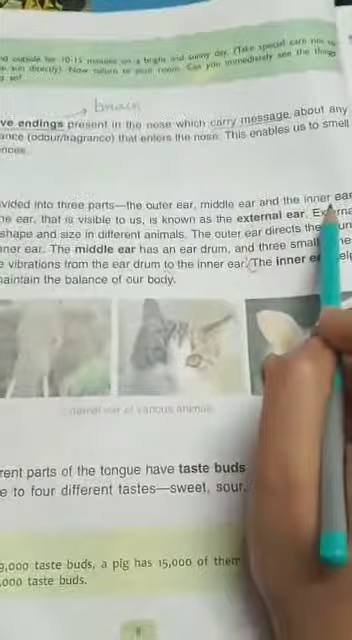 nd outside for 10-15 minutes on a bright and sunny day. (Take special care not to
sun directly). Now return to your room. Can you immediately see the things
so?
→ brain
ve endings present in the nose which carry message about any
ance (odour/fragrance) that enters the nose. This enables us to smell
ences.
vided into three parts—the outer ear, middle ear and the inner ear
ne ear, that is visible to us, is known as the external ear.
shape and size in different animals. The outer ear directs the
nner ear. The middle ear has an ear drum, and three small
e vibrations from the ear drum to the inner ear. The inner
aintain the balance of our body.
External ear of various animals
rent parts of the tongue have taste buds
e to four different tastes—sweet, sour,
9,000 taste buds, a pig has 15,000 of them
,000 taste buds.